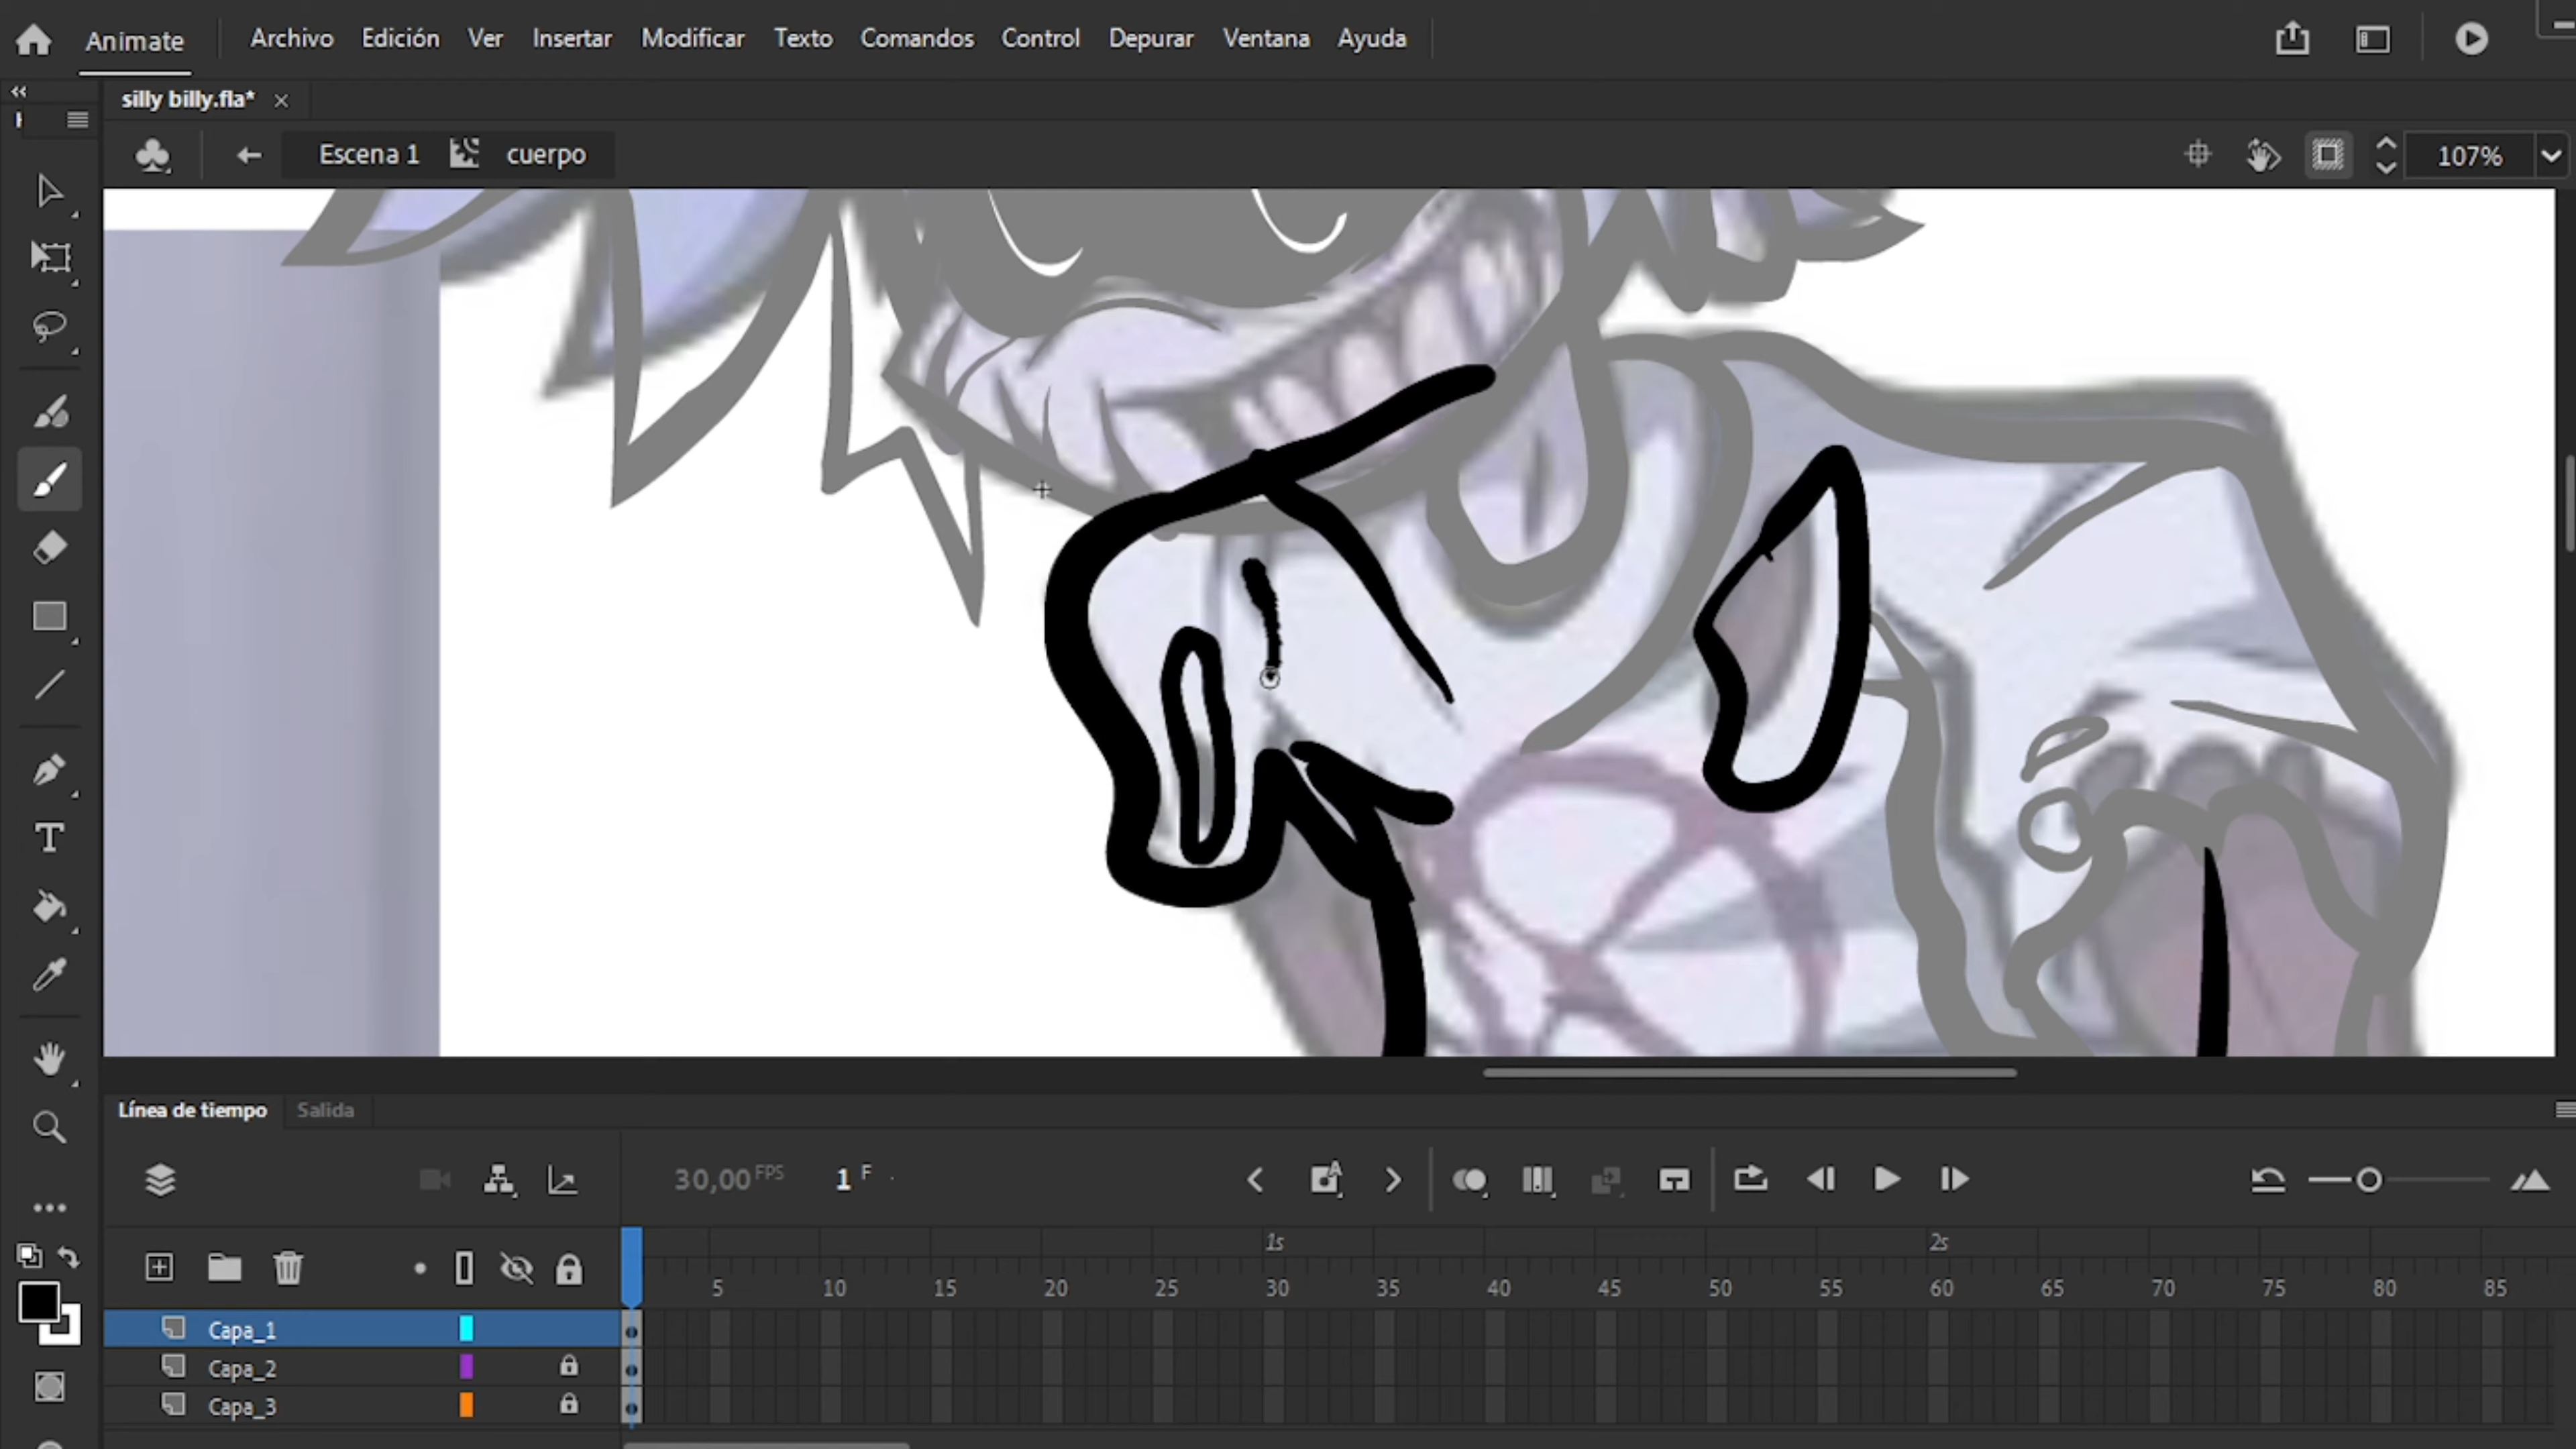 Animate Archivo Edición Ver Insertar Modificar Texto Comandos Control Depurar Ventana Ayuda
silly billy.fla*
Escena 1 cuerpo 107%
Línea de tiempo Salida
30,00 FPS 1 F
1s 2s
5 10 15 20 25 30 35 40 45 50 55 60 65 70 75 80 85
Capa_1
Capa_2
Capa_3